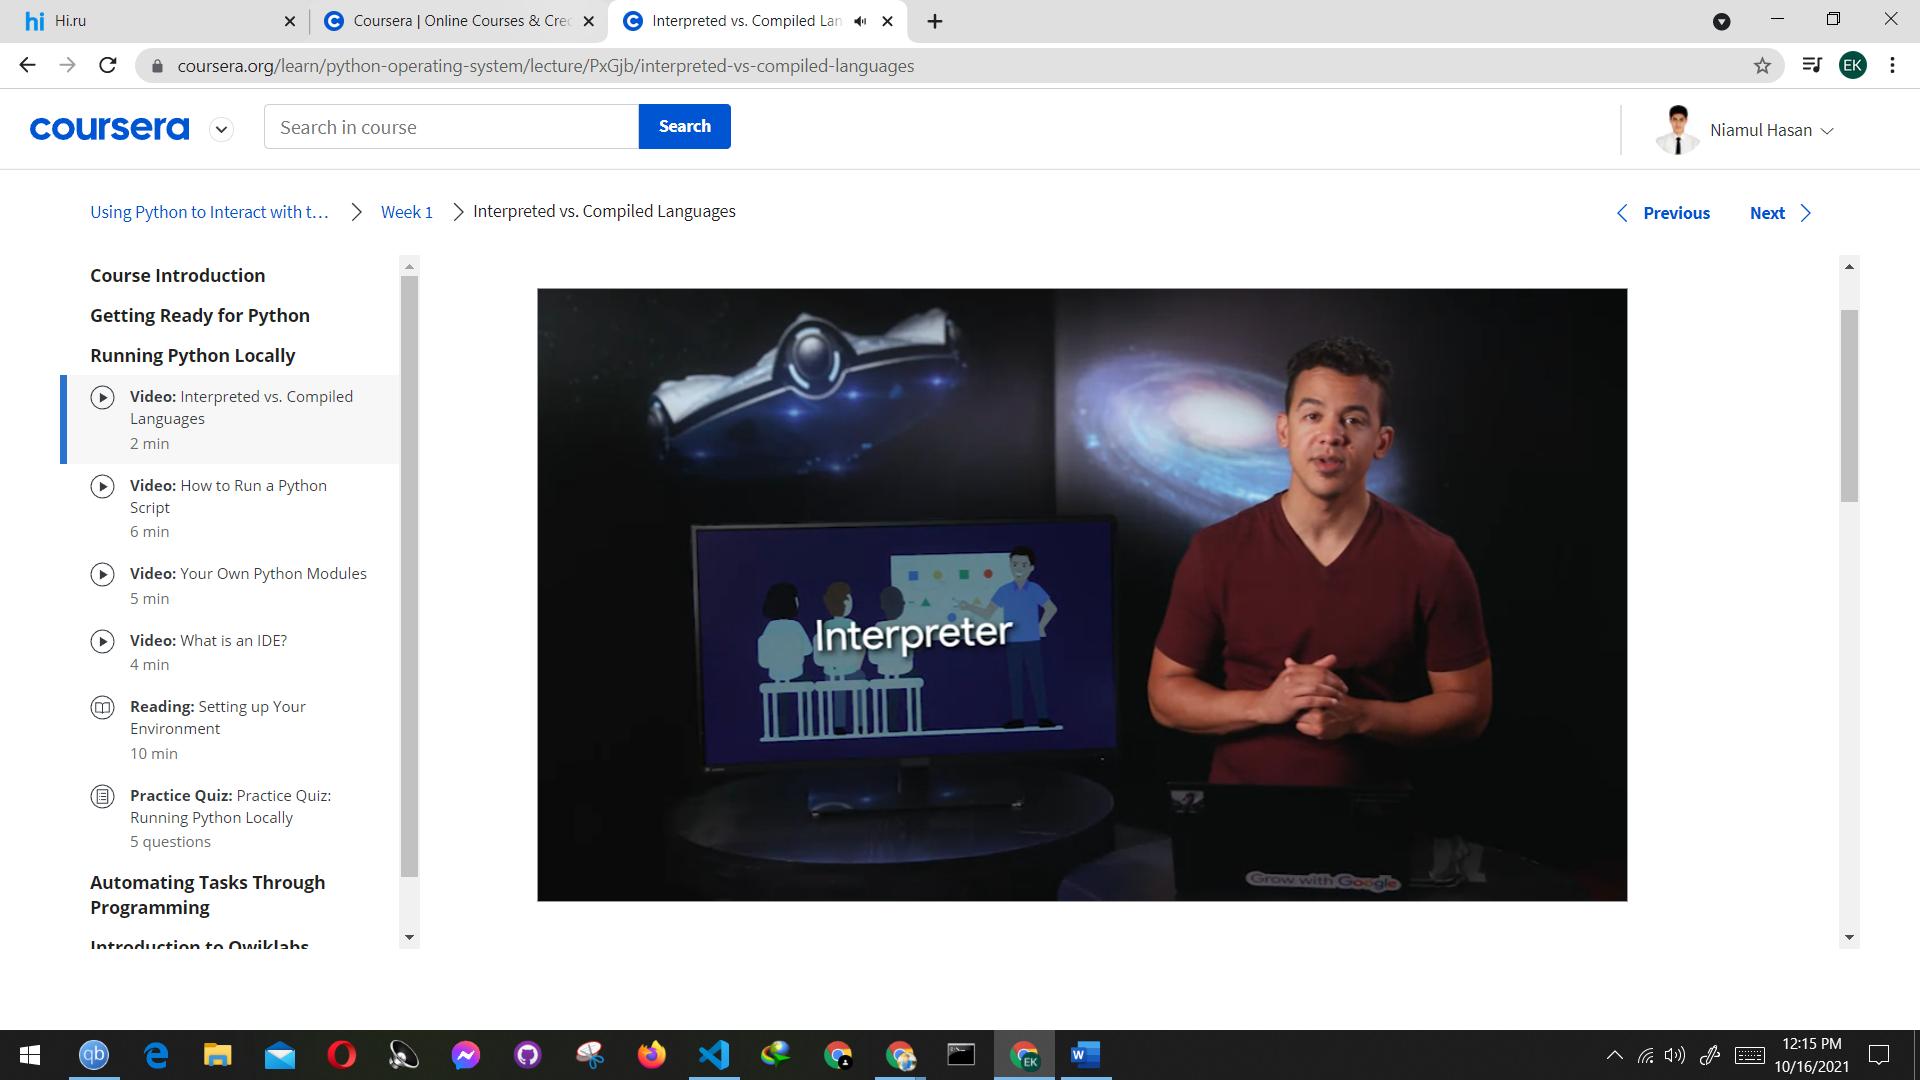 hi Hi.ru
Coursera | Online Courses & Cre
Interpreted vs. Compiled Lan
coursera.org/learn/python-operating-system/lecture/PxGjb/interpreted-vs-compiled-languages
EK
coursera
Search in course
Search
Niamul Hasan
Using Python to Interact with t...
Week 1
Interpreted vs. Compiled Languages
Previous
Next
Course Introduction
Getting Ready for Python
Running Python Locally
Video: Interpreted vs. Compiled
Languages
2 min
Video: How to Run a Python
Script
6 min
Video: Your Own Python Modules
5 min
Video: What is an IDE?
4 min
Reading: Setting up Your
Environment
10 min
Practice Quiz: Practice Quiz:
Running Python Locally
5 questions
Automating Tasks Through
Programming
Introduction to Qwiklabs
Interpreter
Grow with Google
qb
EK
W
12:15 PM
10/16/2021